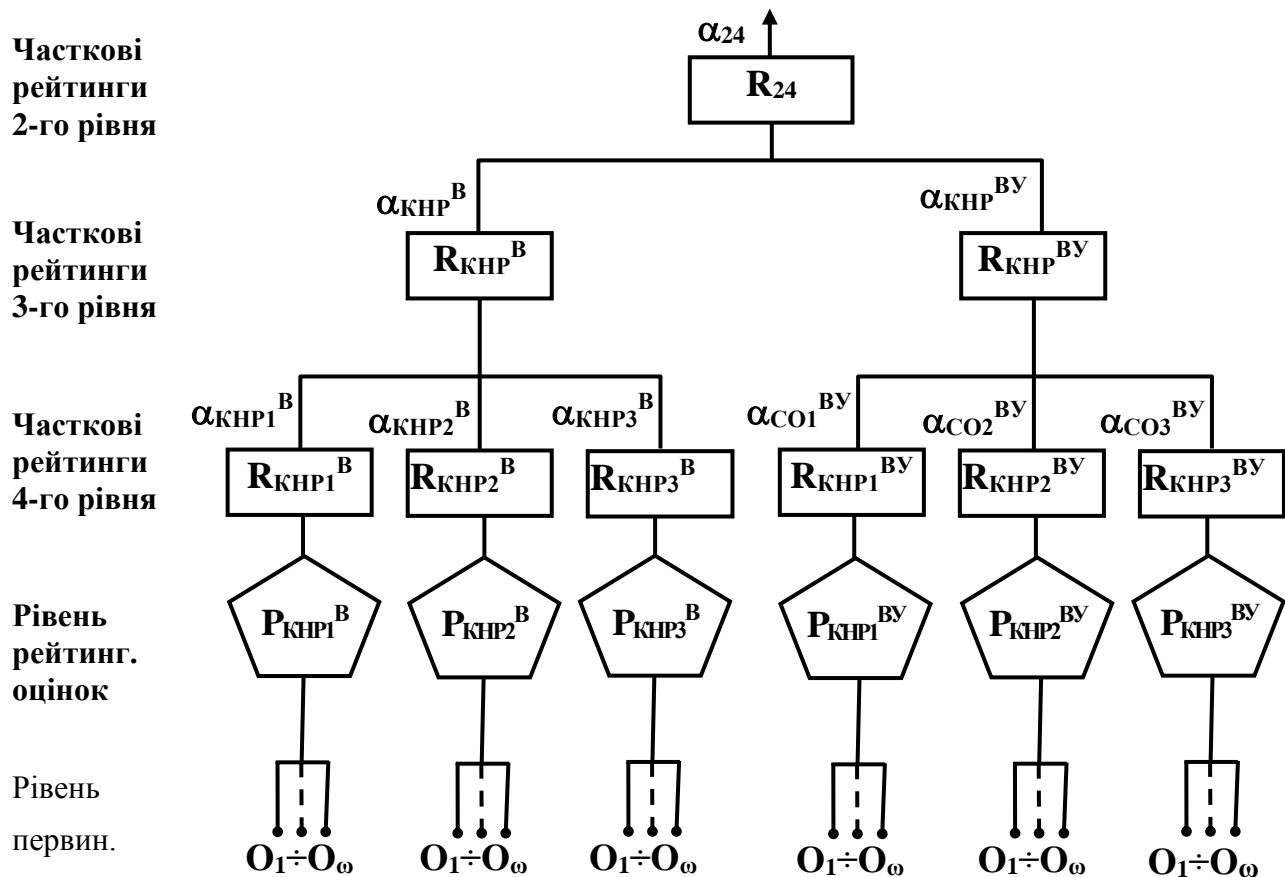 Часткові
рейтинги
2-го рівня
α24
R24
Часткові
рейтинги
3-го рівня
αКНР^В
αКНР^ВУ
RКНР^В
RКНР^ВУ
Часткові
рейтинги
4-го рівня
αКНР1^В
αКНР2^В
αКНР3^В
αСО1^ВУ
αСО2^ВУ
αСО3^ВУ
RКНР1^В
RКНР2^В
RКНР3^В
RКНР1^ВУ
RКНР2^ВУ
RКНР3^ВУ
Рівень
рейтинг.
оцінок
PКНР1^В
PКНР2^В
PКНР3^В
PКНР1^ВУ
PКНР2^ВУ
PКНР3^ВУ
Рівень
первин.
O1÷Oω
O1÷Oω
O1÷Oω
O1÷Oω
O1÷Oω
O1÷Oω